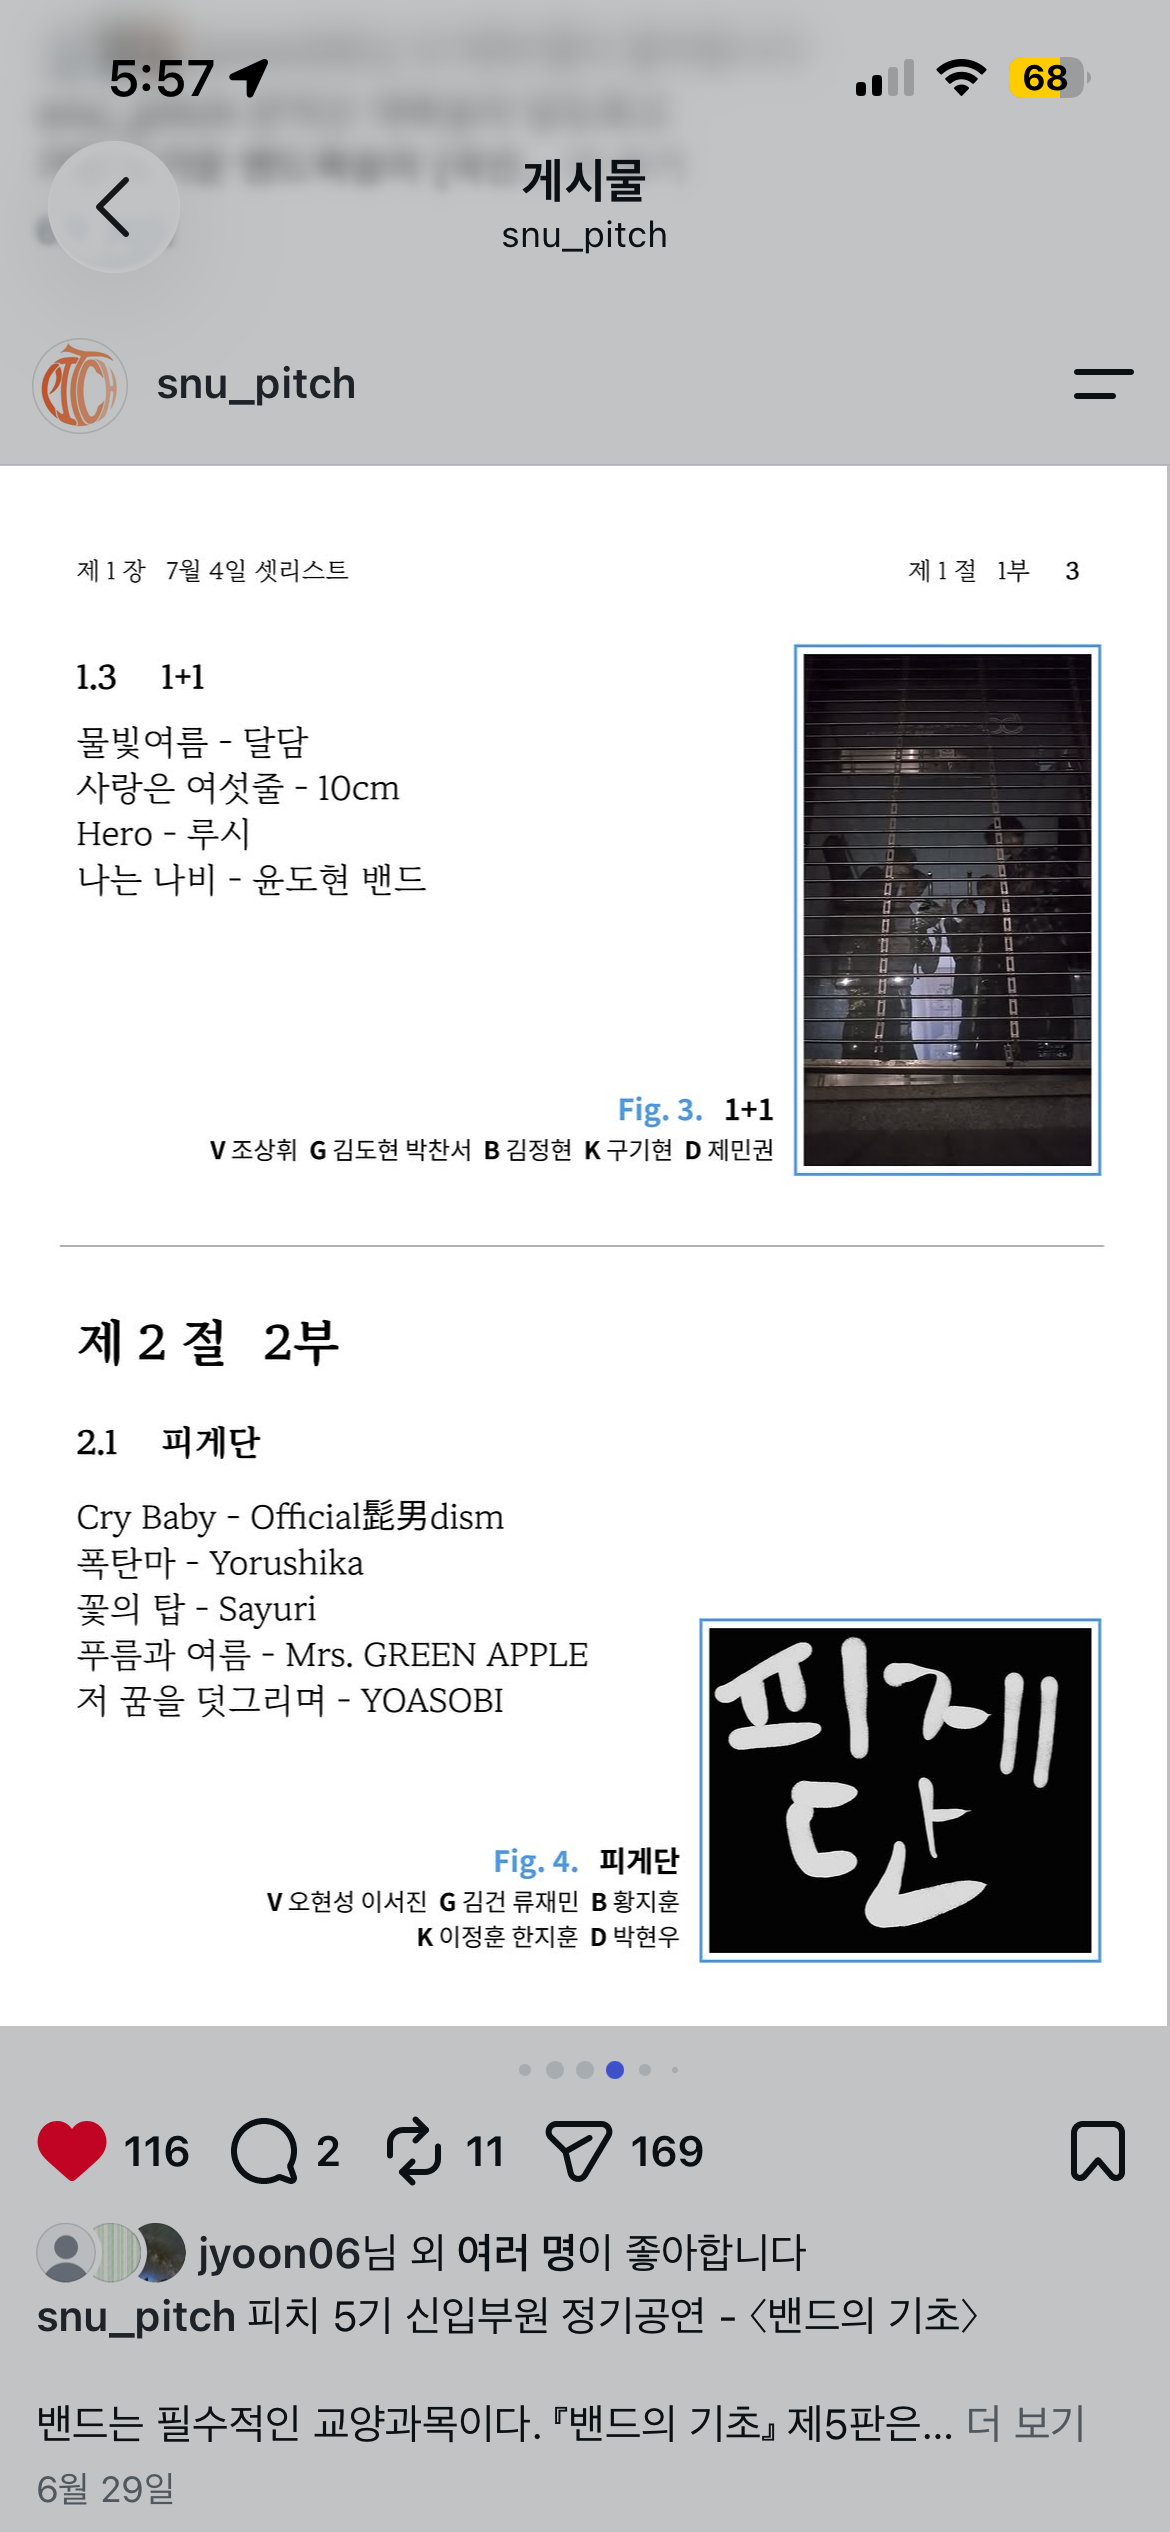 5:57
68
게시물
snu_pitch
PITCH
snu_pitch
제 1 장 7월 4일 셋리스트
제 1 절 1부 3
1.3 1+1
물빛여름 - 달담
사랑은 여섯줄 - 10cm
Hero - 루시
나는 나비 - 윤도현 밴드
Fig. 3. 1+1
V 조상휘 G 김도현 박찬서 B 김정현 K 구기현 D 제민권
제 2 절 2부
2.1 피게단
Cry Baby - Official髭男dism
폭탄마 - Yorushika
꽃의 탑 - Sayuri
푸름과 여름 - Mrs. GREEN APPLE
저 꿈을 덧그리며 - YOASOBI
피게
단
Fig. 4. 피게단
V 오현성 이서진 G 김건 류재민 B 황지훈
K 이정훈 한지훈 D 박현우
116 2 11 169
jyoon06님 외 여러 명이 좋아합니다
snu_pitch 피치 5기 신입부원 정기공연 - 〈밴드의 기초〉
밴드는 필수적인 교양과목이다. 『밴드의 기초』 제5판은... 더 보기
6월 29일